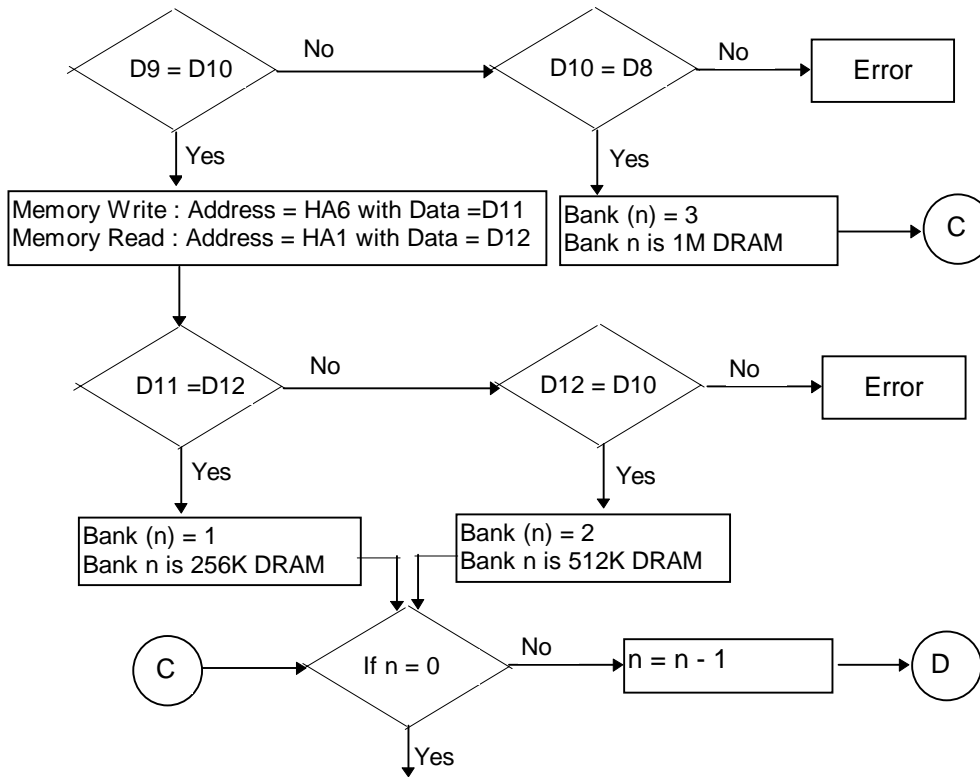 D9 = D10
No
D10 = D8
No
Error
Yes
Yes
Memory Write : Address = HA6 with Data =D11
Memory Read : Address = HA1 with Data = D12
Bank (n) = 3
Bank n is 1M DRAM
C
D11 =D12
No
D12 = D10
No
Error
Yes
Yes
Bank (n) = 1
Bank n is 256K DRAM
Bank (n) = 2
Bank n is 512K DRAM
C
If n = 0
No
n = n - 1
D
Yes